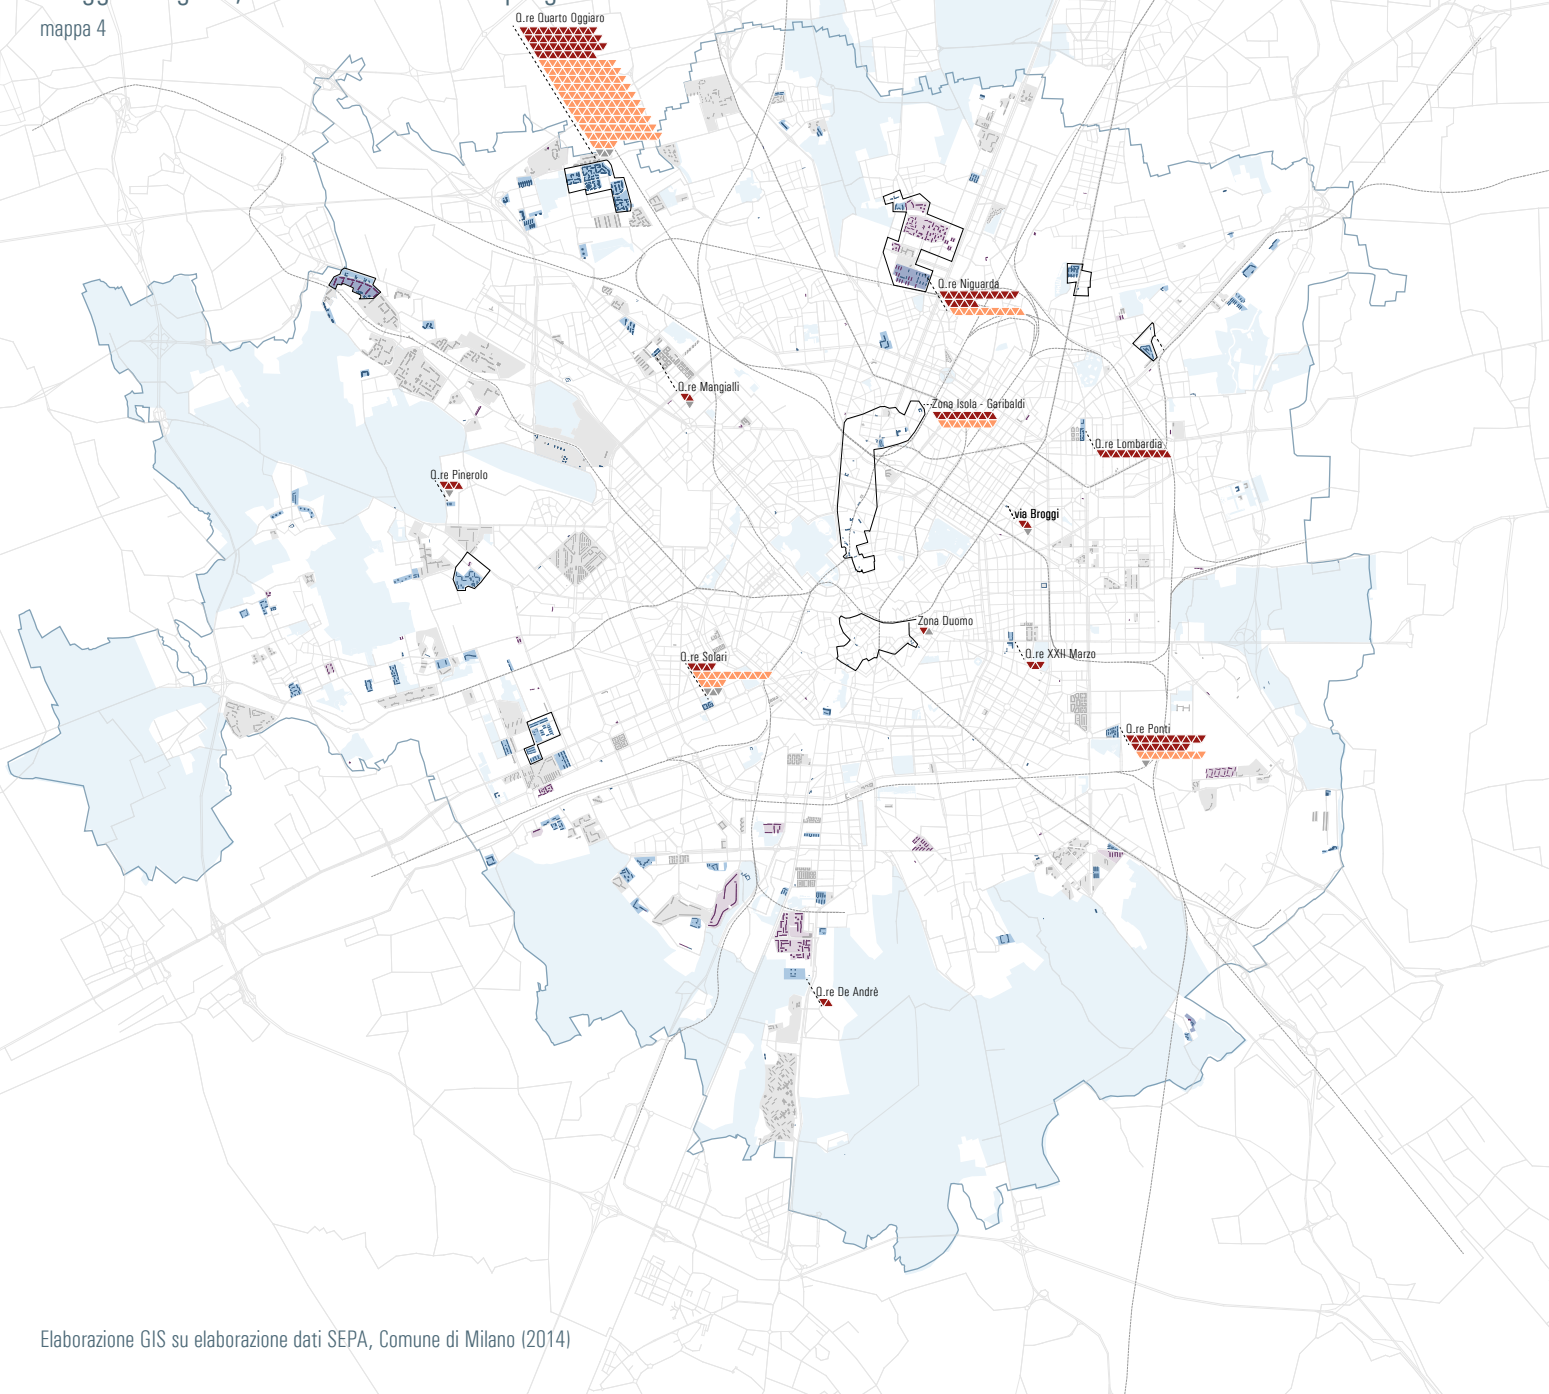 mappa 4
Q.re Quarto Oggiaro
Q.re Niguarda
Q.re Mangialli
Zona Isola - Garibaldi
Q.re Lombardia
Q.re Pinerolo
via Broggi
Zona Duomo
Q.re XXII Marzo
Q.re Solari
Q.re Ponti
Q.re De Andrè
Elaborazione GIS su elaborazione dati SEPA, Comune di Milano (2014)